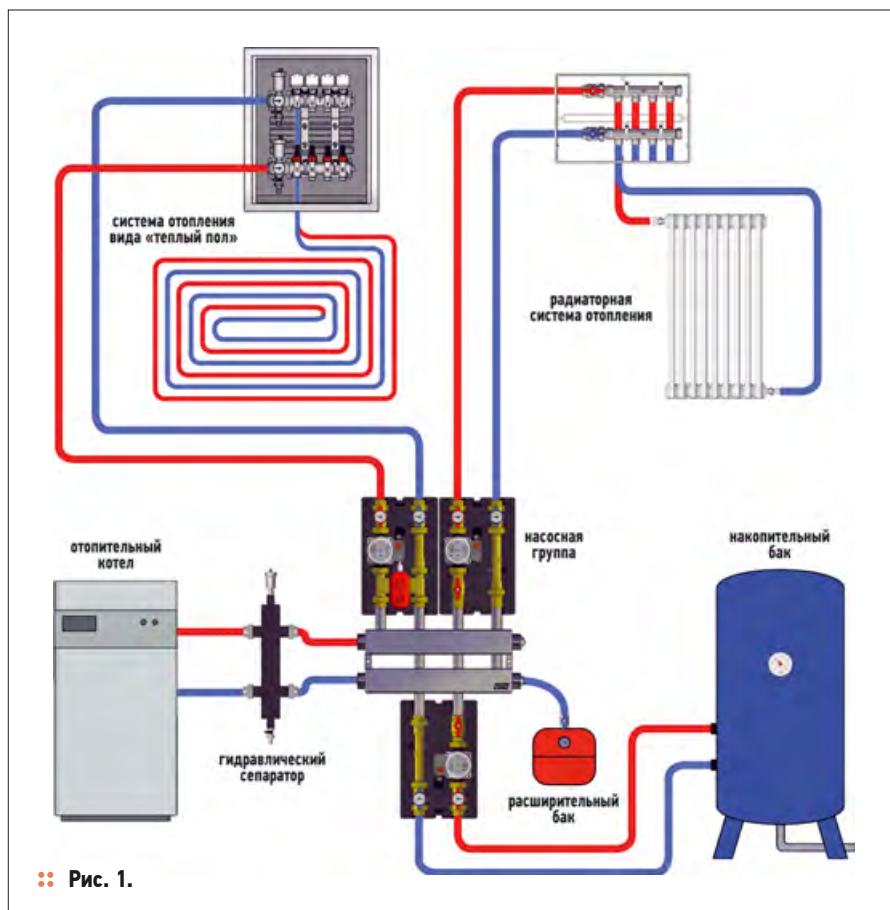 система отопления
вида «теплый пол»
радиаторная
система отопления
насосная
группа
накопительный
бак
отопительный
котел
гидравлический
сепаратор
расширительный
бак
:: Рис. 1.